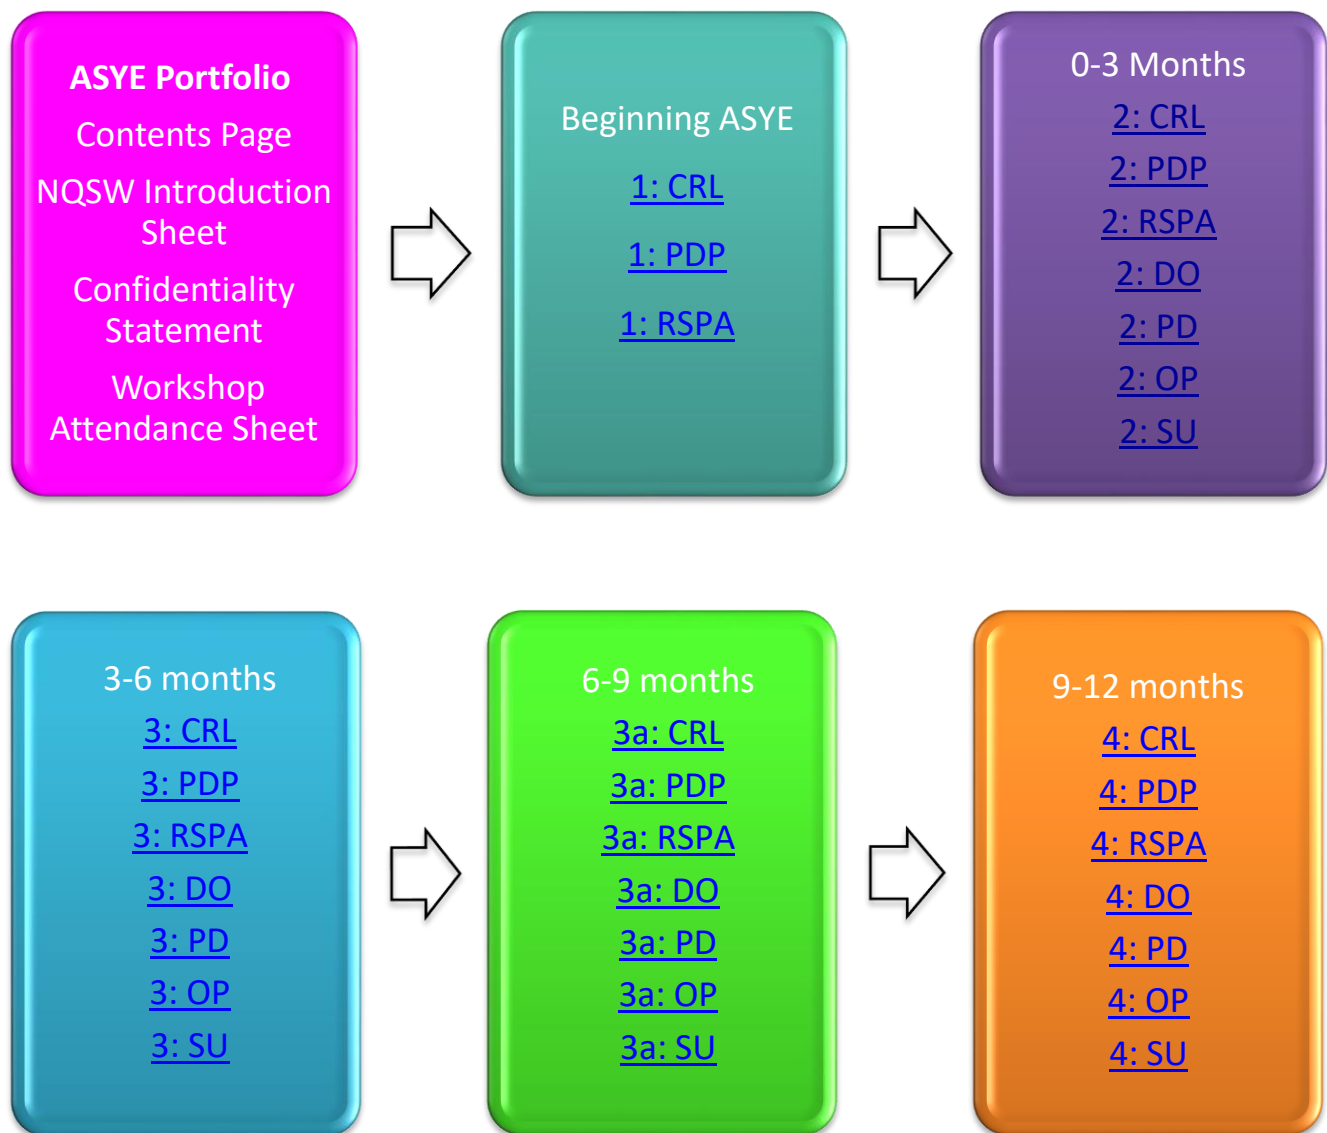 ASYE Portfolio
Contents Page
NQSW Introduction
Sheet
Confidentiality
Statement
Workshop
Attendance Sheet
Beginning ASYE
1: CRL
1: PDP
1: RSPA
0-3 Months
2: CRL
2: PDP
2: RSPA
2: DO
2: PD
2: OP
2: SU
3-6 months
3: CRL
3: PDP
3: RSPA
3: DO
3: PD
3: OP
3: SU
6-9 months
3a: CRL
3a: PDP
3a: RSPA
3a: DO
3a: PD
3a: OP
3a: SU
9-12 months
4: CRL
4: PDP
4: RSPA
4: DO
4: PD
4: OP
4: SU